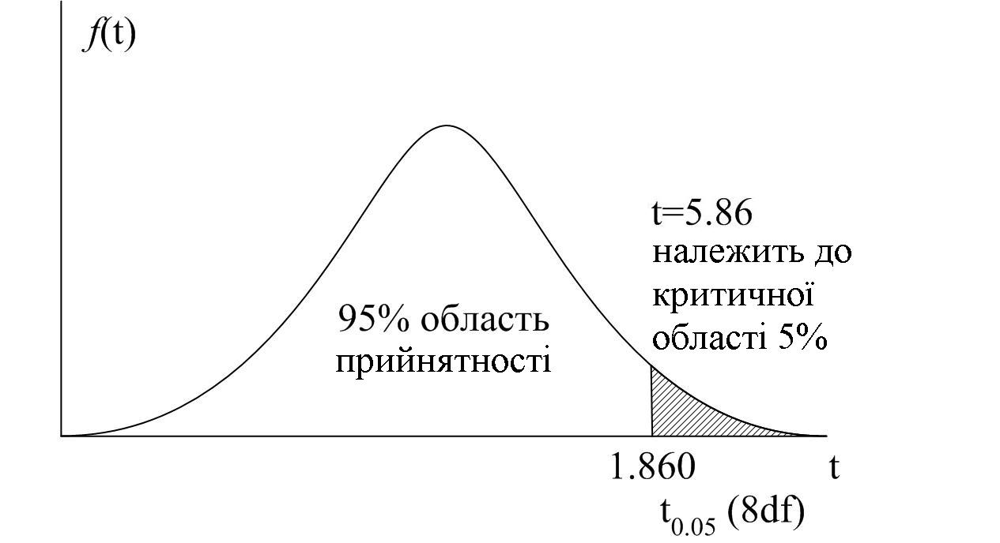 f(t)
t=5.86
належить до
критичної
області 5%
95% область
прийнятності
1.860
t
t0.05 (8df)